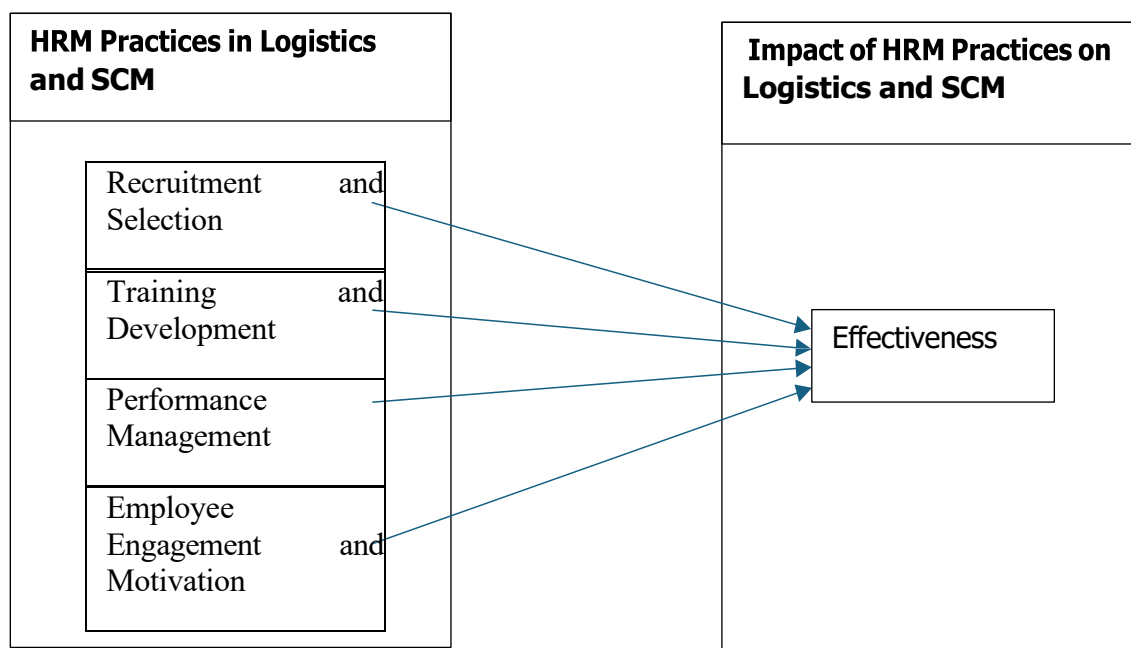 HRM Practices in Logistics
and SCM
Recruitment and
Selection
Training and
Development
Performance
Management
Employee
Engagement and
Motivation
Impact of HRM Practices on
Logistics and SCM
Effectiveness